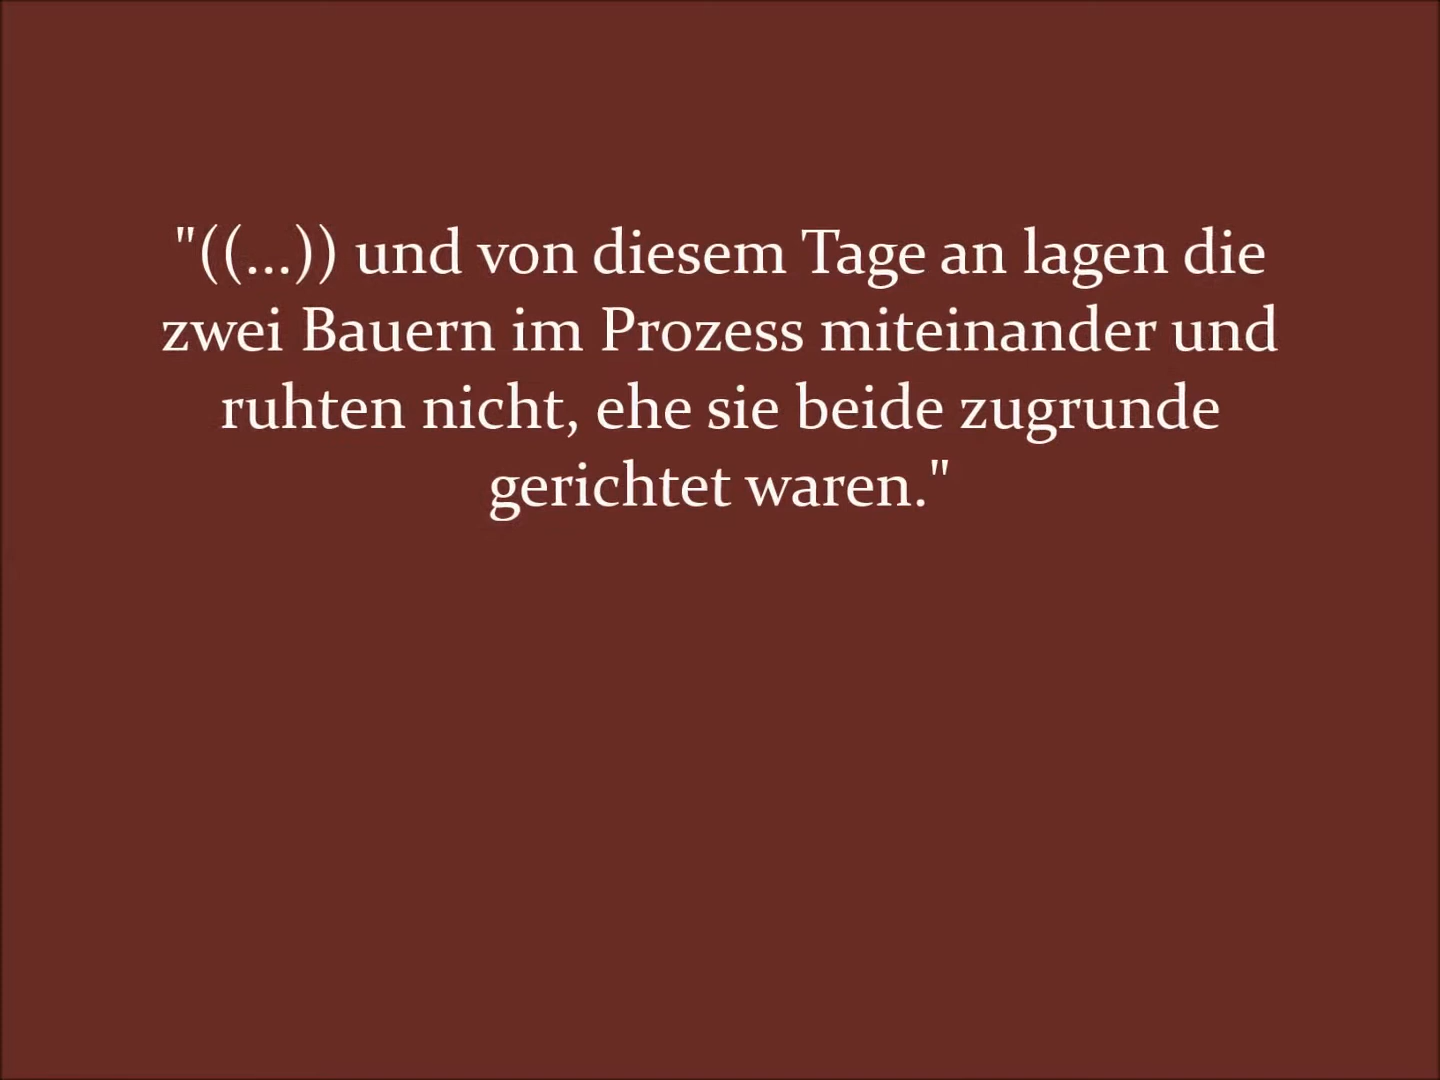 "((...)) und von diesem Tage an lagen die
zwei Bauern im Prozess miteinander und
ruhten nicht, ehe sie beide zugrunde
gerichtet waren."